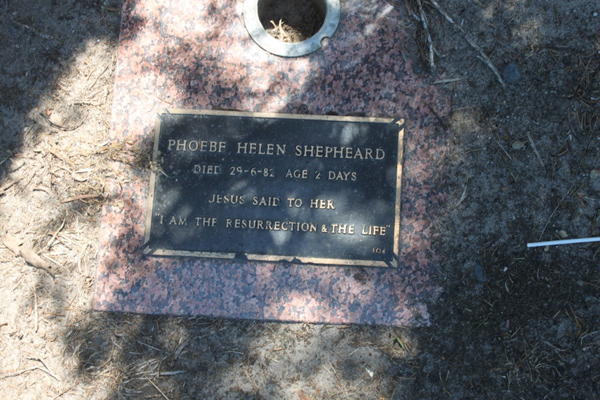 PHOEBE HELEN SHEPHEARD
DIED 29-6-82 AGE 2 DAYS
JESUS SAID TO HER
"I AM THE RESURRECTION & THE LIFE"